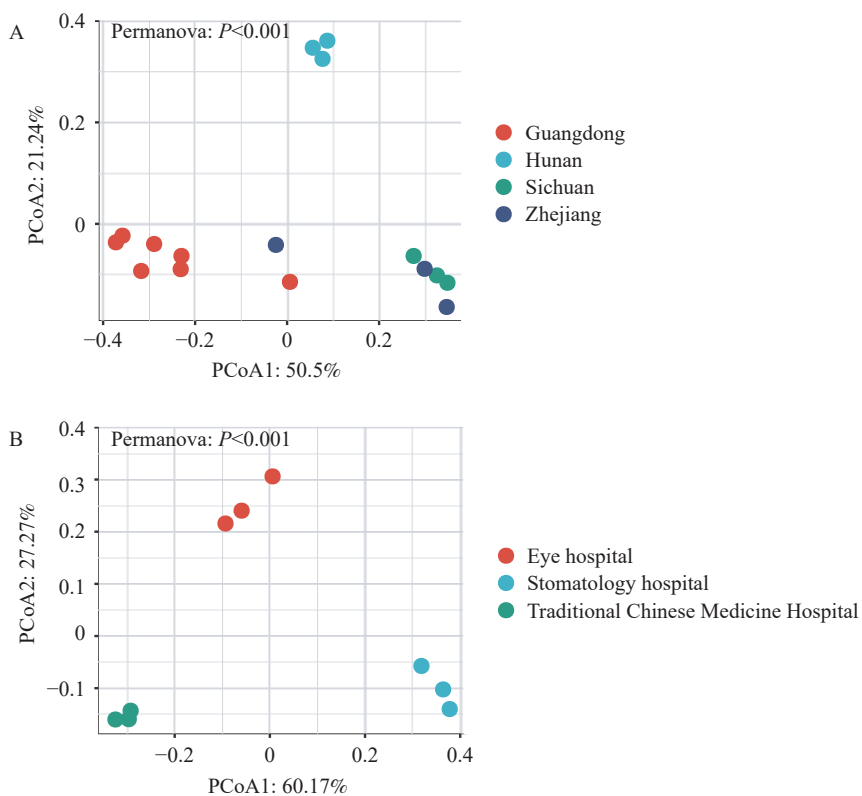 A
Permanova: P<0.001
0.4
0.2
0
PCoA2: 21.24%
−0.4
−0.2
0
0.2
PCoA1: 50.5%
Guangdong
Hunan
Sichuan
Zhejiang
B
Permanova: P<0.001
0.4
0.3
0.2
0.1
0
−0.1
PCoA2: 27.27%
−0.2
0
0.2
0.4
PCoA1: 60.17%
Eye hospital
Stomatology hospital
Traditional Chinese Medicine Hospital